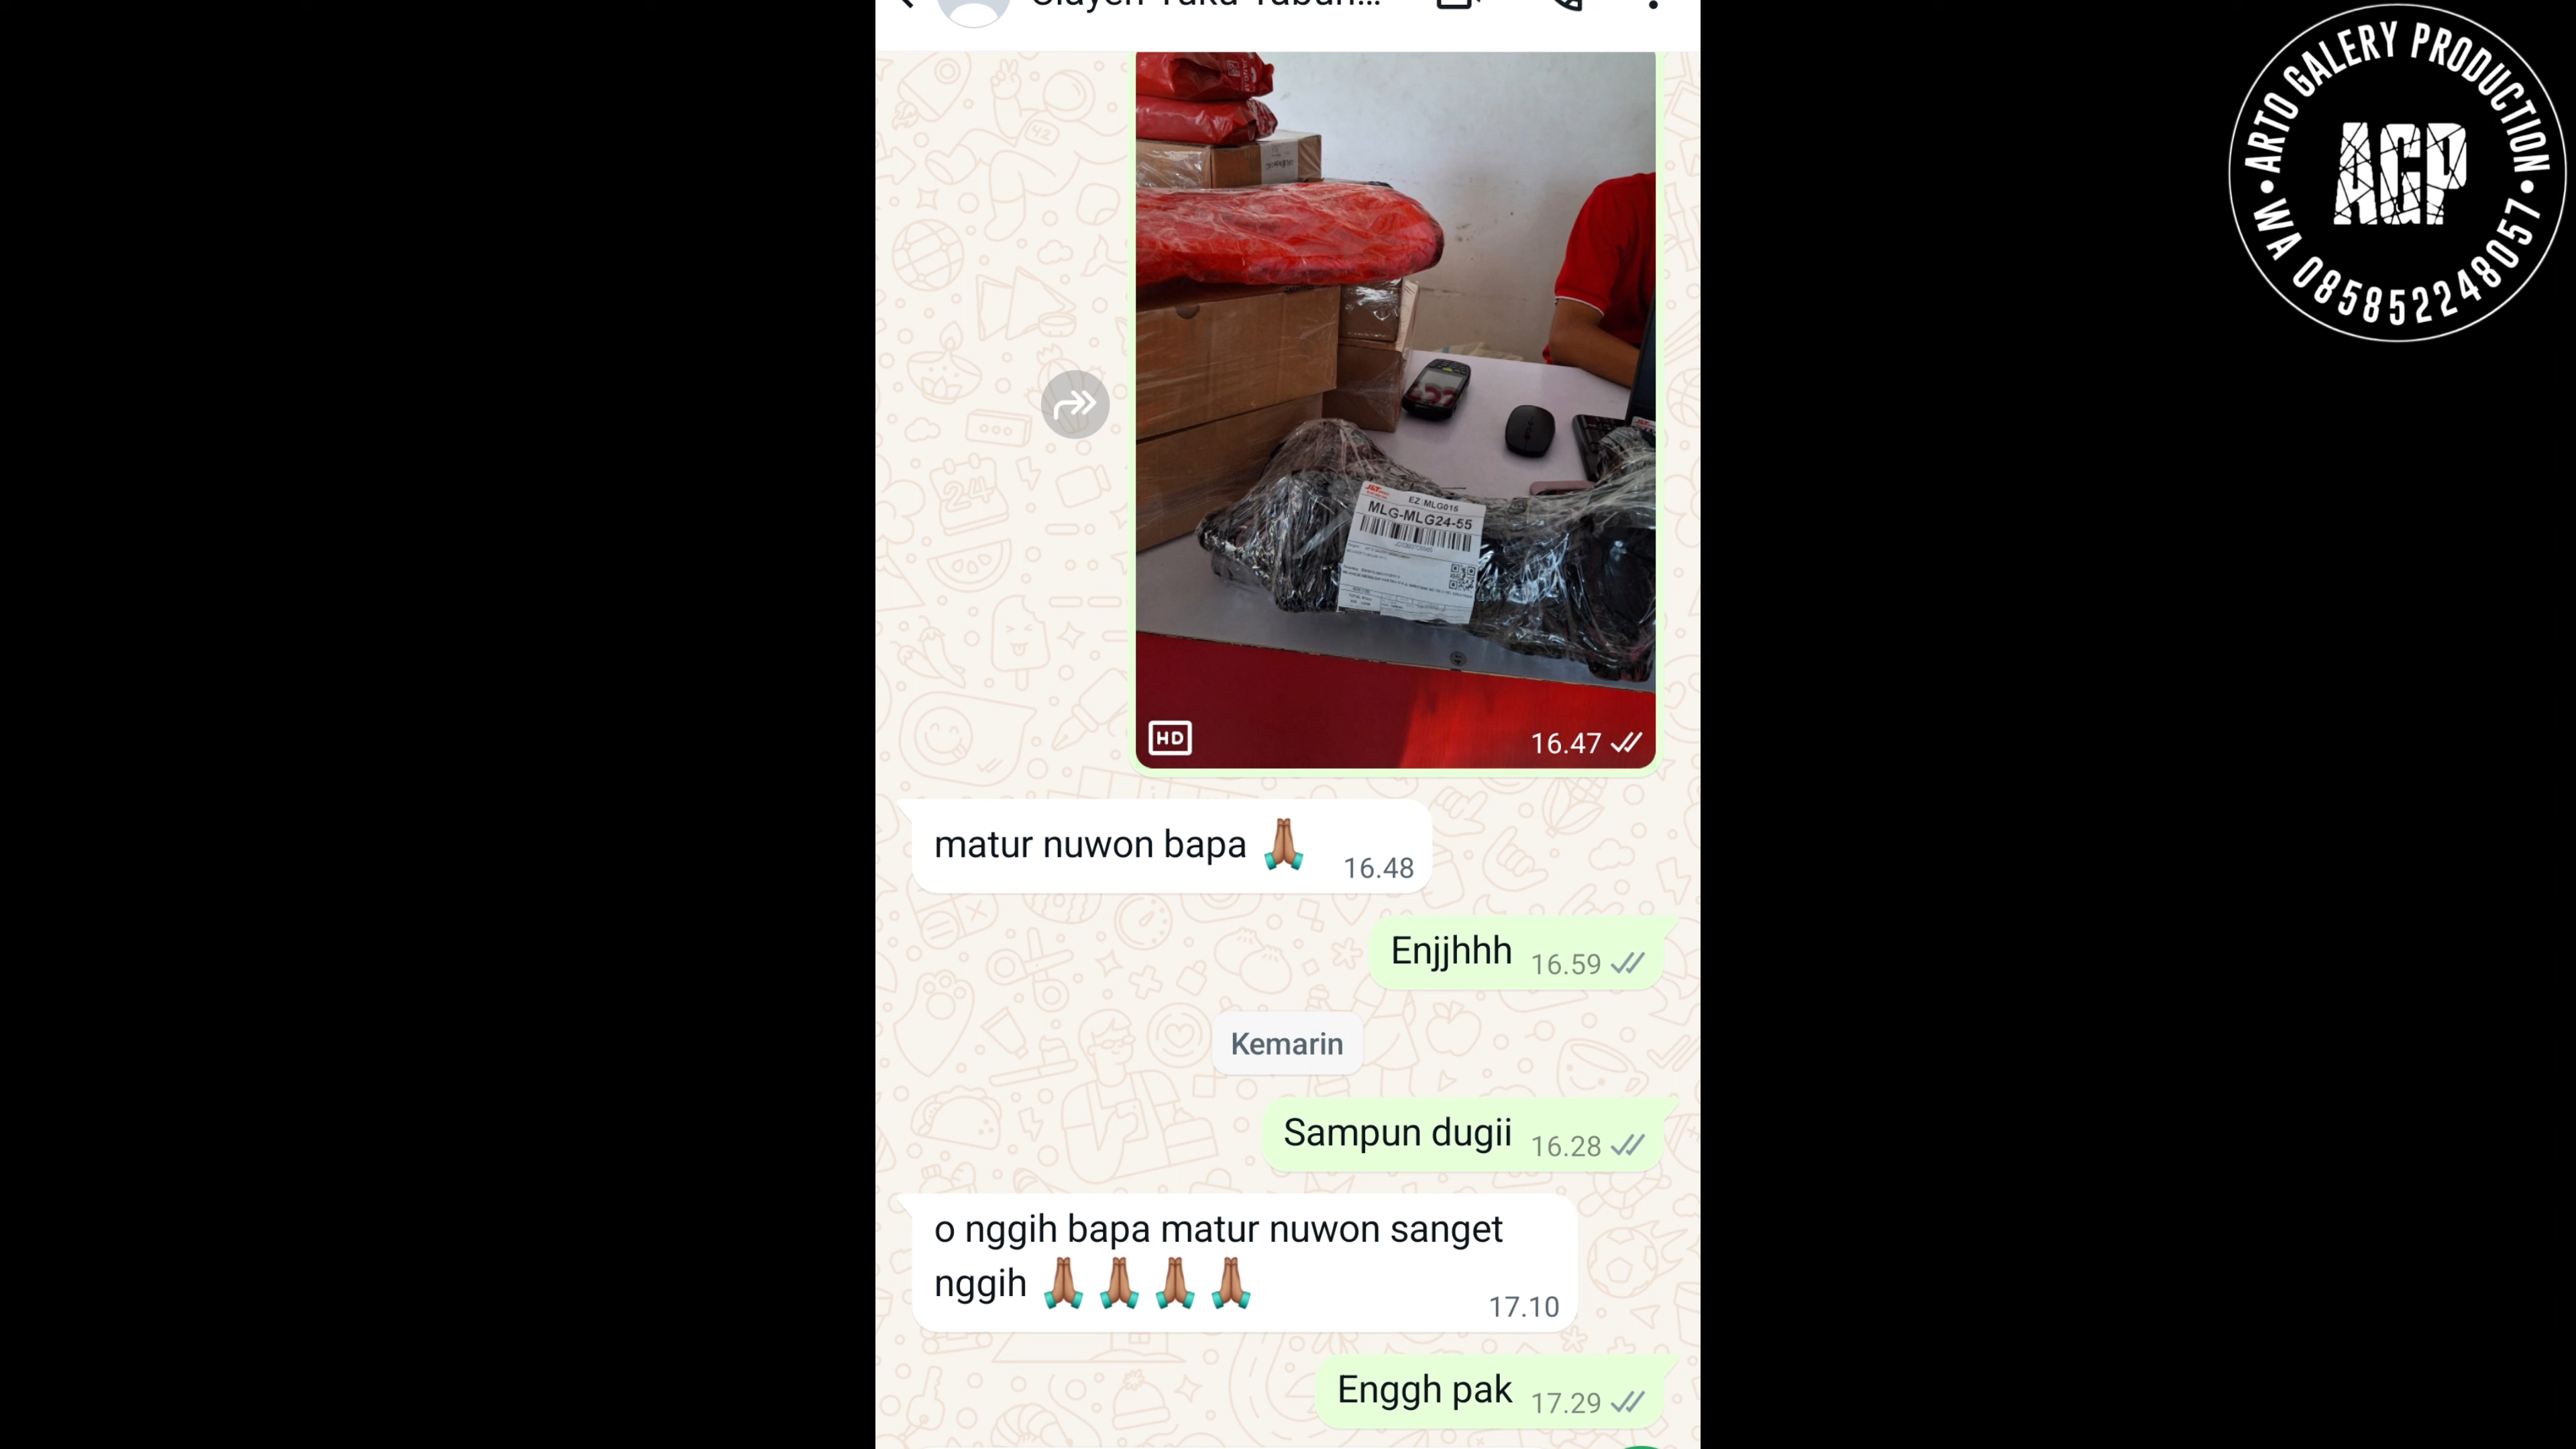 ARTO GALERY PRODUCTION
AGP
WA 085852248057
J&T
EZ MLG016
MLG-MLG24-55
HD
16.47
matur nuwon bapa 🙏🏽
16.48
Enjjhhh 16.59
Kemarin
Sampun dugii 16.28
o nggih bapa matur nuwon sanget
nggih 🙏🏽🙏🏽🙏🏽🙏🏽
17.10
Enggh pak 17.29